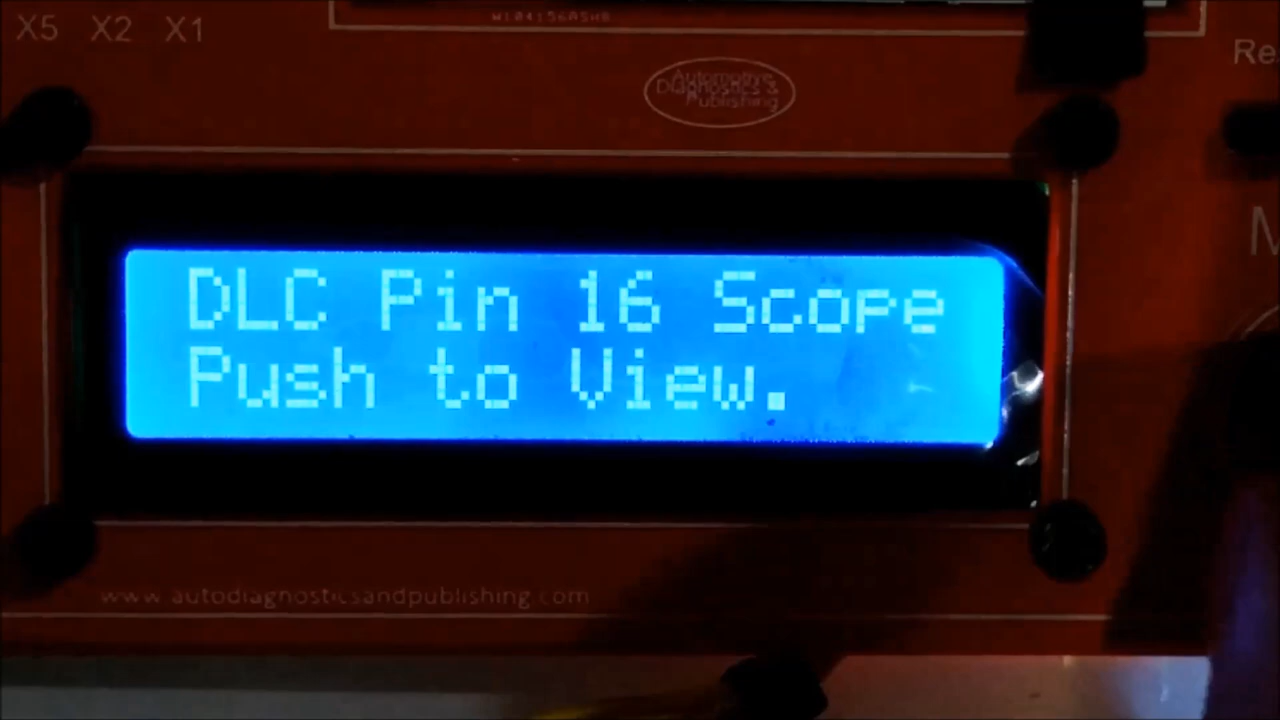 X5 X2 X1
Re
Automotive
Diagnostics &
Publishing
M
DLC Pin 16 Scope
Push to View.
www.autodiagnosticsandpublishing.com